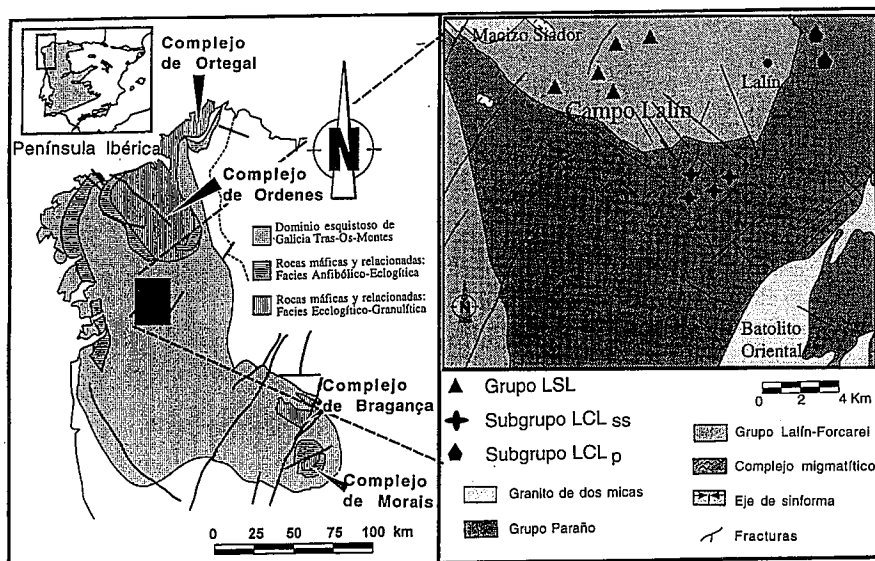 Complejo
de Ortegal
Península Ibérica
N
Complejo
de Ordenes
Dominio esquistoso de
Galicia Tras-Os-Montes
Rocas máficas y relacionadas:
Facies Anfibólico-Eclogítica
Rocas máficas y relacionadas:
Facies Ecclogítico-Granulítica
Complejo
de Bragança
Complejo
de Morais
0 25 50 75 100 km
Macizo Siador
Lalín
Campo Lalín
N
Batolito
Oriental
Grupo LSL
Subgrupo LCL ss
Subgrupo LCL p
Granito de dos micas
Grupo Paraño
0 2 4 Km
Grupo Lalín-Forcarei
Complejo migmatítico
Eje de sinforma
Fracturas